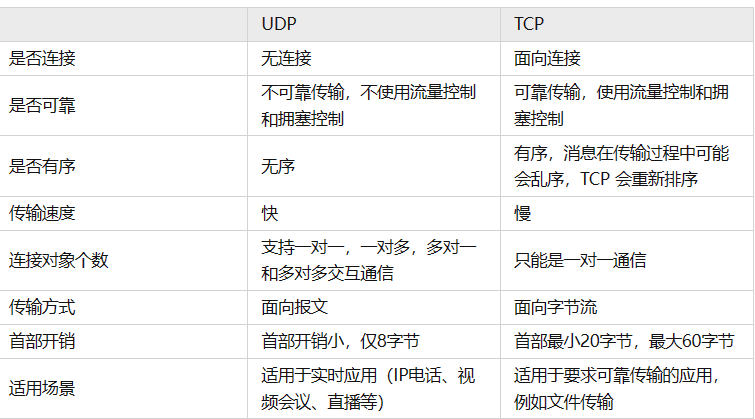 UDP TCP
是否连接 无连接 面向连接
是否可靠 不可靠传输，不使用流量控制和拥塞控制 可靠传输，使用流量控制和拥塞控制
是否有序 无序 有序，消息在传输过程中可能会乱序，TCP 会重新排序
传输速度 快 慢
连接对象个数 支持一对一，一对多，多对一和多对多交互通信 只能是一对一通信
传输方式 面向报文 面向字节流
首部开销 首部开销小，仅8字节 首部最小20字节，最大60字节
适用场景 适用于实时应用（IP电话、视频会议、直播等） 适用于要求可靠传输的应用，例如文件传输